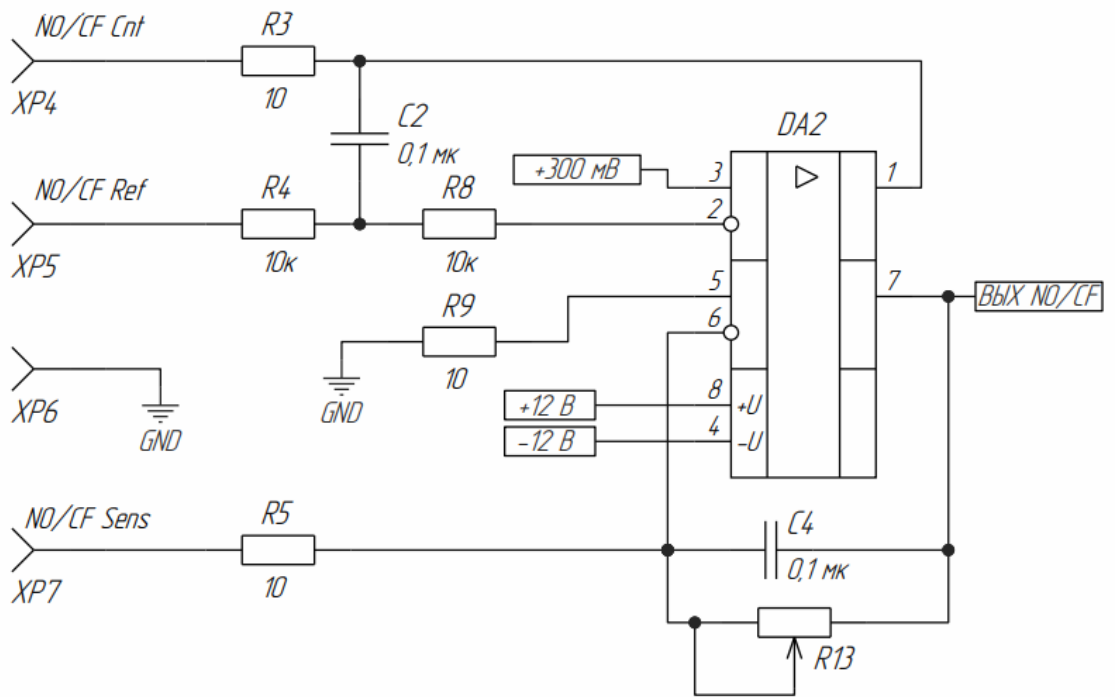 NO/CF Cnt
R3
10
XP4
C2
0,1 мк
DA2
+300 мВ
3
1
NO/CF Ref
R4
R8
2
10к
10к
XP5
5
7
ВЫХ NO/CF
R9
6
10
XP6
GND
GND
+12 В
8
+U
-12 В
4
-U
NO/CF Sens
R5
C4
10
0,1 мк
XP7
R13